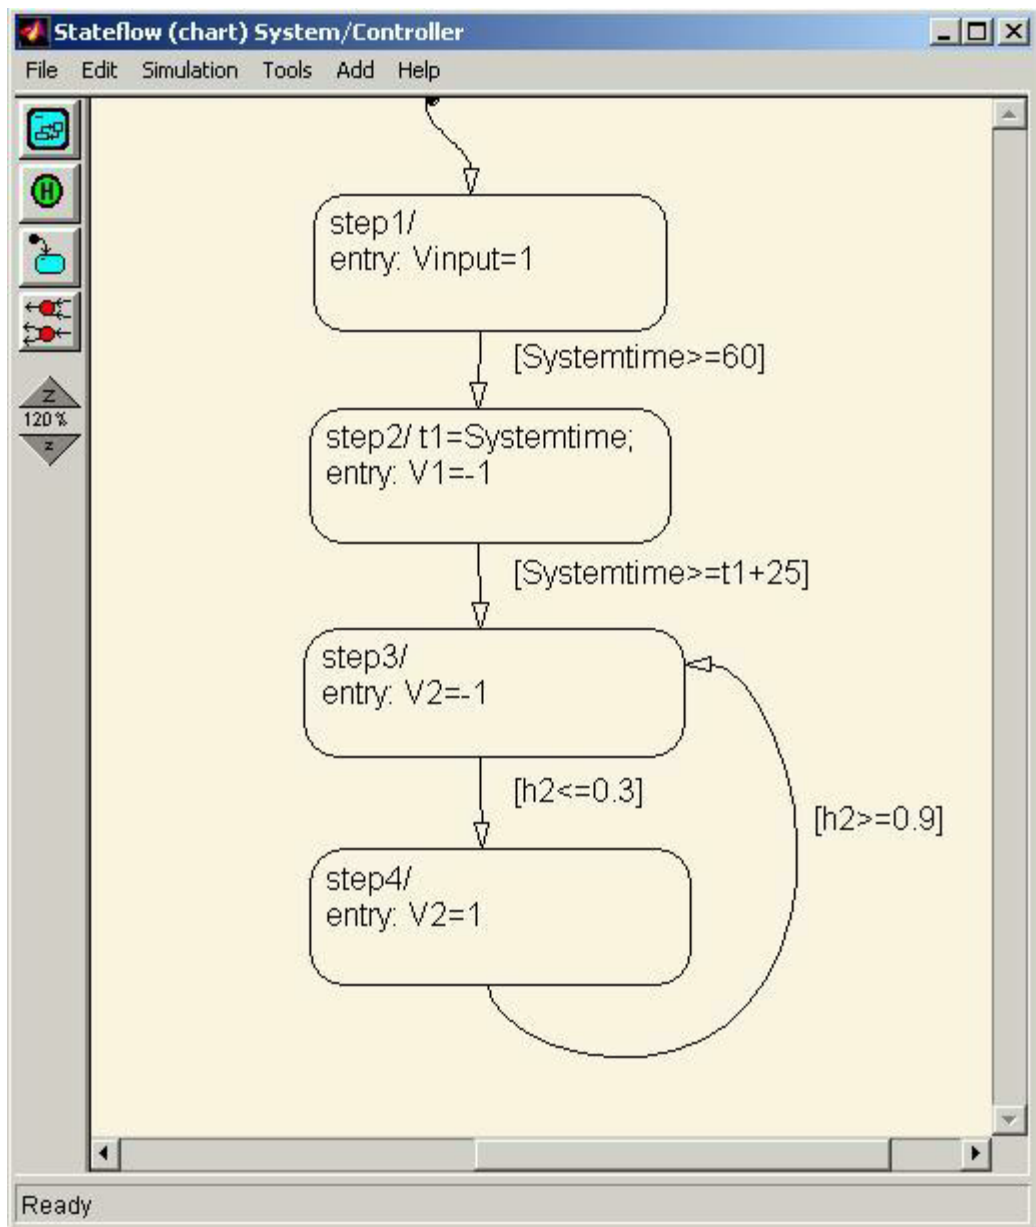 Stateflow (chart) System/Controller
File Edit Simulation Tools Add Help
H
Z
120%
z
step1/
entry: Vinput=1
[Systemtime>=60]
step2/ t1=Systemtime;
entry: V1=-1
[Systemtime>=t1+25]
step3/
entry: V2=-1
[h2<=0.3]
[h2>=0.9]
step4/
entry: V2=1
Ready